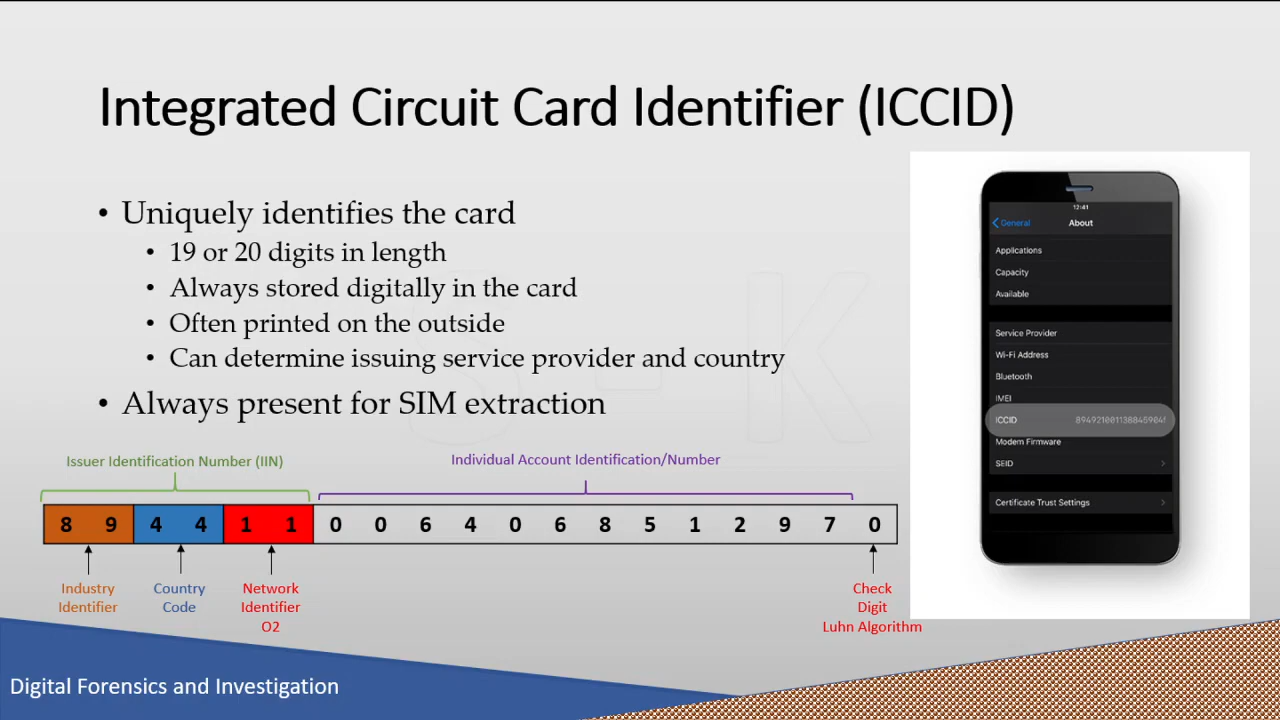 Integrated Circuit Card Identifier (ICCID)
• Uniquely identifies the card
• 19 or 20 digits in length
• Always stored digitally in the card
• Often printed on the outside
• Can determine issuing service provider and country
• Always present for SIM extraction
Issuer Identification Number (IIN)
Individual Account Identification/Number
8 9 4 4 1 1 0 0 6 4 0 6 8 5 1 2 9 7 0
Industry
Identifier
Country
Code
Network
Identifier
O2
Check
Digit
Luhn Algorithm
12:41
General
About
Applications
Capacity
Available
Service Provider
Wi-Fi Address
Bluetooth
IMEI
ICCID
Modem Firmware
SEID
Certificate Trust Settings
Digital Forensics and Investigation